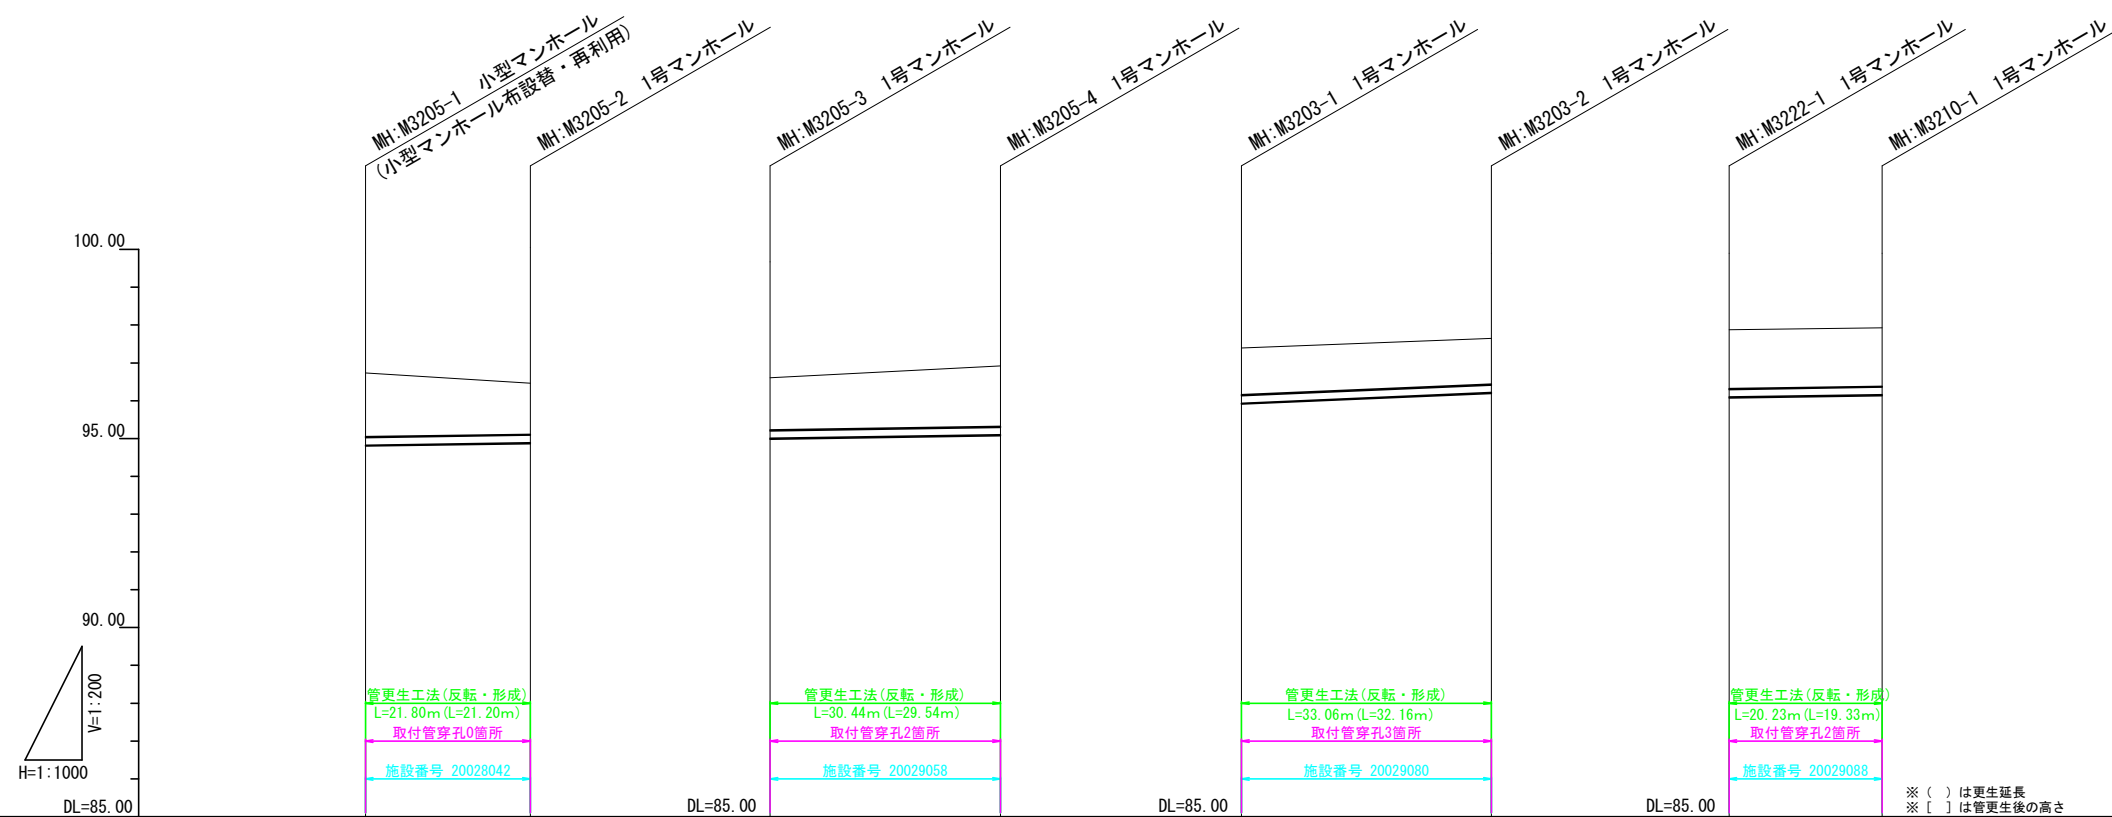 MH:M3205-1　小型マンホール
(小型マンホール布設替・再利用)
MH:M3205-2　1号マンホール
MH:M3205-3　1号マンホール
MH:M3205-4　1号マンホール
MH:M3203-1　1号マンホール
MH:M3203-2　1号マンホール
MH:M3222-1　1号マンホール
MH:M3210-1　1号マンホール
100.00
95.00
90.00
V=1:200
H=1:1000
DL=85.00
管更生工法(反転・形成)
L=21.80m(L=21.20m)
取付管穿孔0箇所
施設番号 20028042
DL=85.00
管更生工法(反転・形成)
L=30.44m(L=29.54m)
取付管穿孔2箇所
施設番号 20029058
DL=85.00
管更生工法(反転・形成)
L=33.06m(L=32.16m)
取付管穿孔3箇所
施設番号 20029080
DL=85.00
管更生工法(反転・形成)
L=20.23m(L=19.33m)
取付管穿孔2箇所
施設番号 20029088
※（　）は更生延長
※［　］は管更生後の高さ